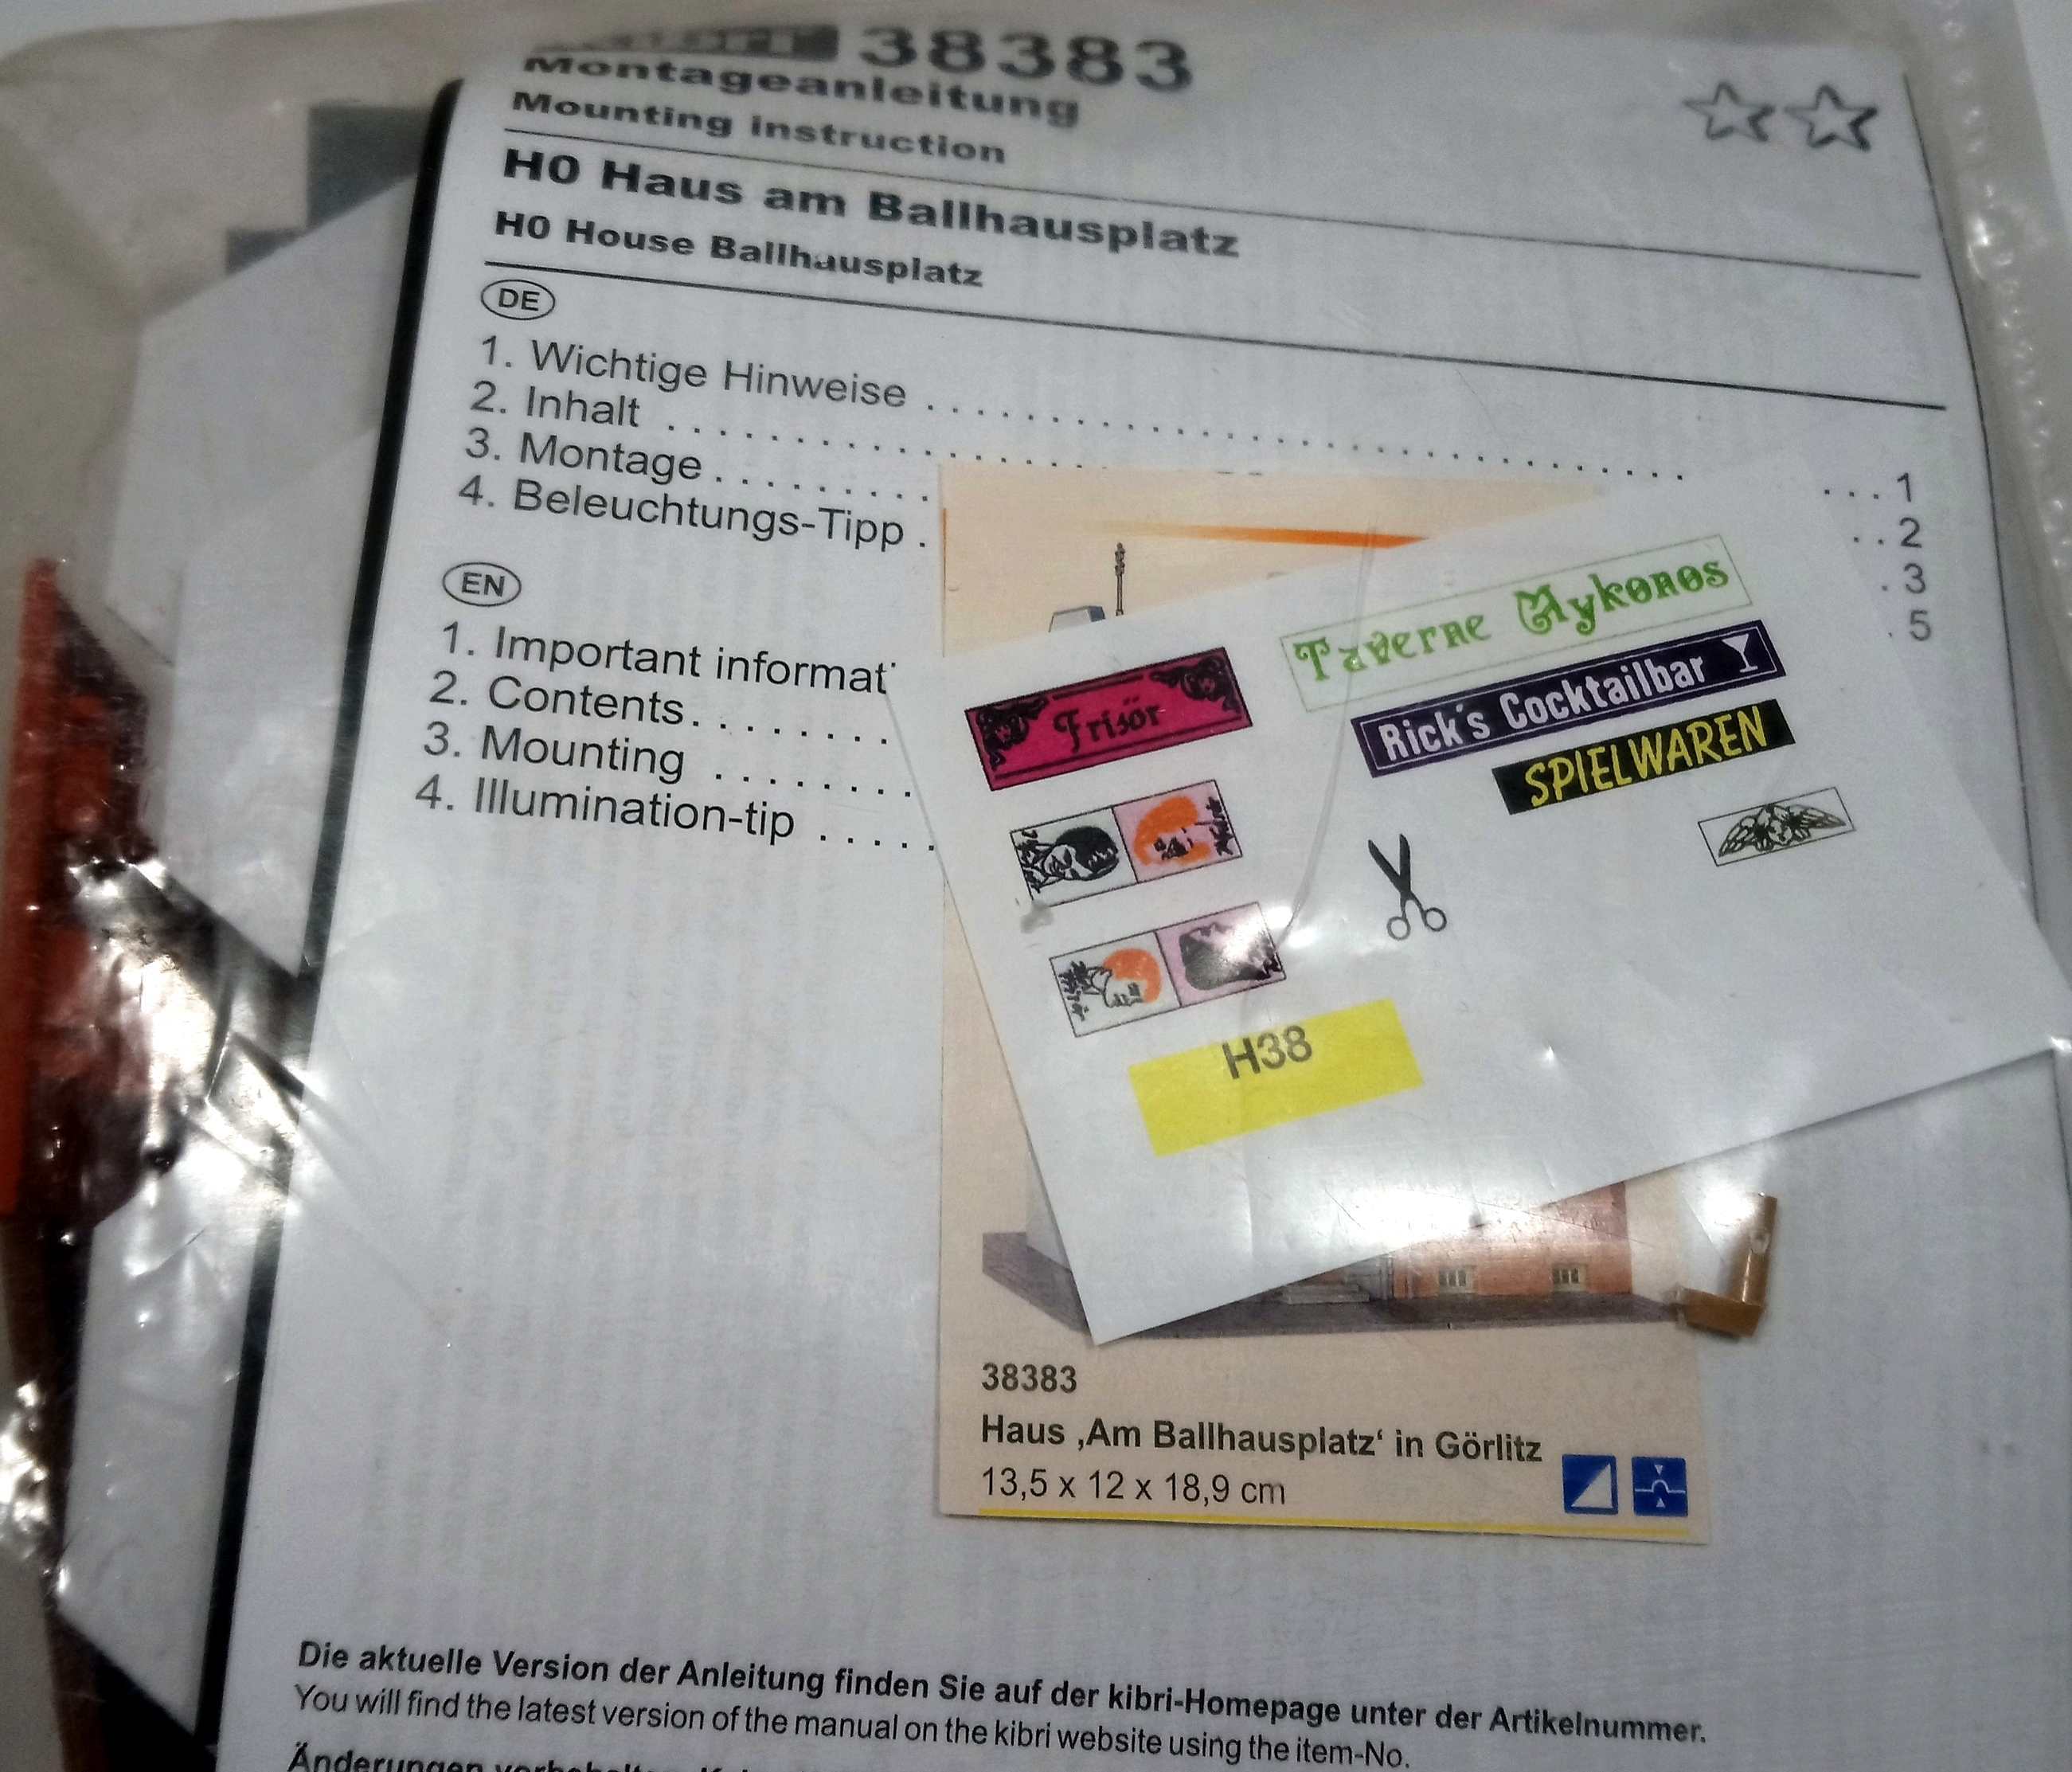 38383
Montageanleitung
Mounting instruction
H0 Haus am Ballhausplatz
H0 House Ballhausplatz
DE
1. Wichtige Hinweise . . . . . . . . . . . . . . . . . . . . . . . . . . . . . . . . . 1
2. Inhalt . . . . . . . . . . . . . . . . . . . 2
3. Montage . . . . . . . . . . 3
4. Beleuchtungs-Tipp . . 5
EN
1. Important informat
2. Contents. . . . . . . .
3. Mounting . . . . . . . .
4. Illumination-tip . . . . .
Taverne Mykonos
Frisör
Rick's Cocktailbar
SPIELWAREN
H38
38383
Haus ‚Am Ballhausplatz‘ in Görlitz
13,5 x 12 x 18,9 cm
Die aktuelle Version der Anleitung finden Sie auf der kibri-Homepage unter der Artikelnummer.
You will find the latest version of the manual on the kibri website using the item-No.
Änderungen